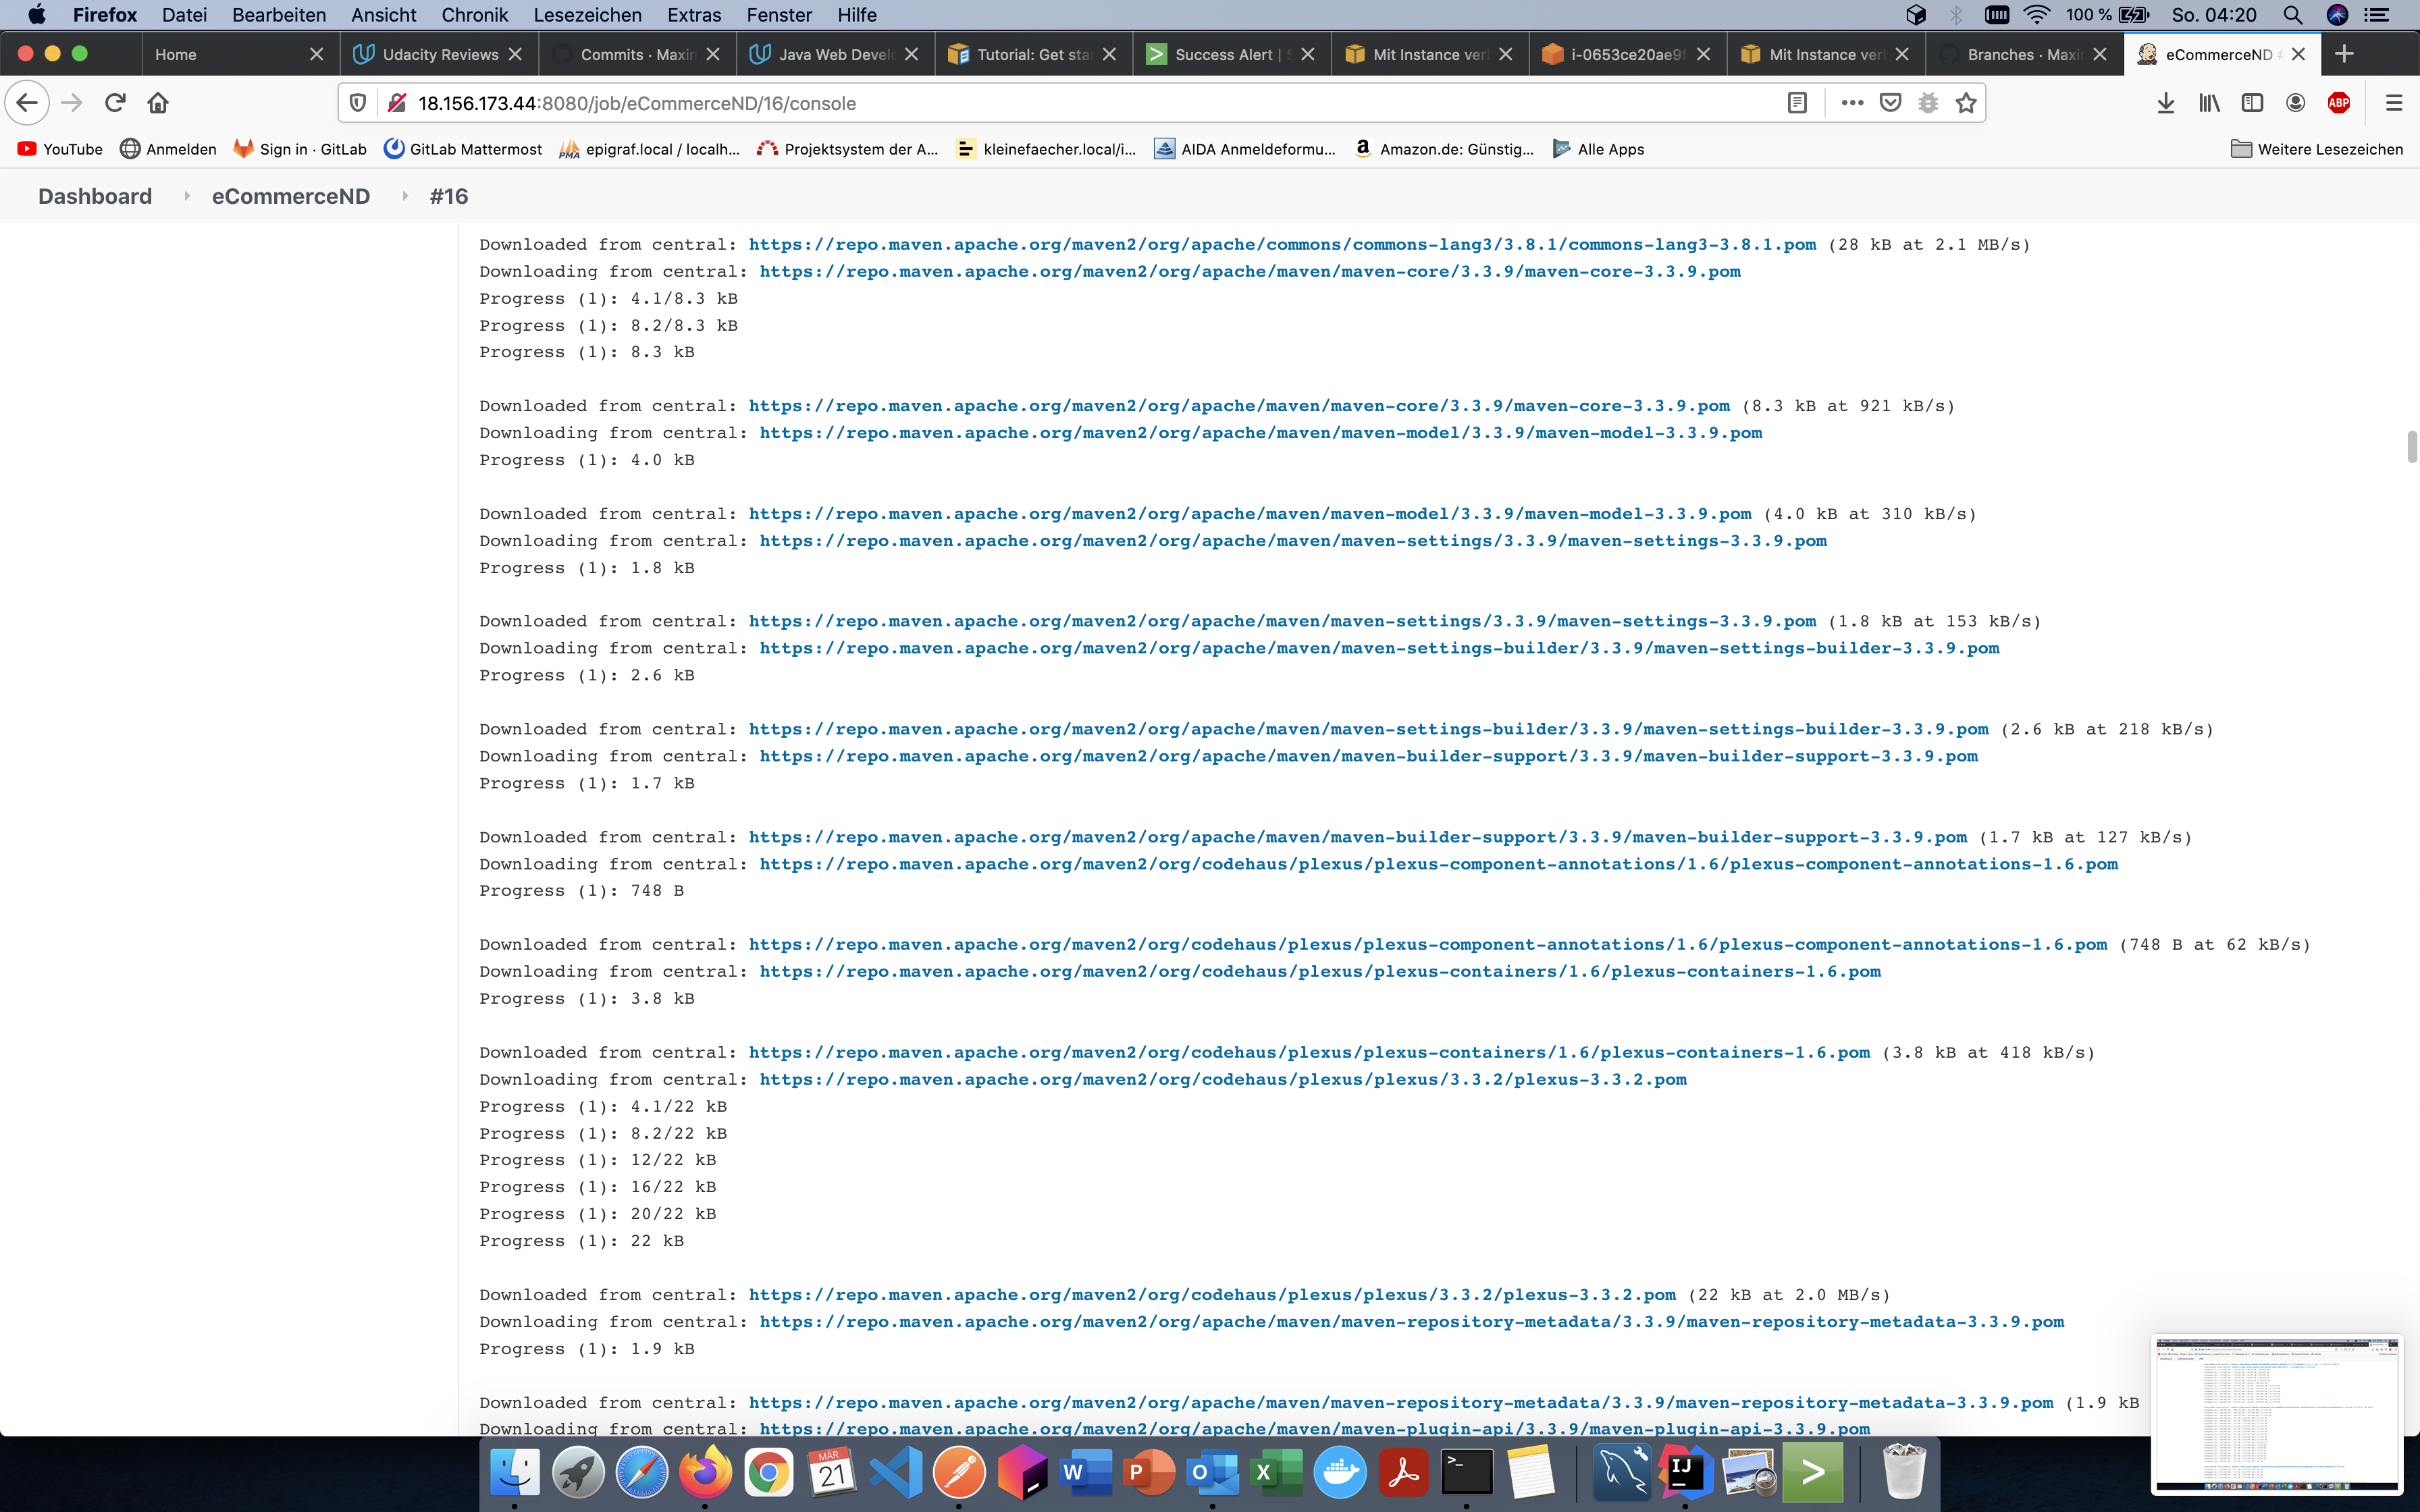 Firefox Datei Bearbeiten Ansicht Chronik Lesezeichen Extras Fenster Hilfe 100 % So. 04:20
Home Udacity Reviews Commits · Maxin Java Web Devel Tutorial: Get sta Success Alert | S Mit Instance ver i-0653ce20ae9f Mit Instance ver Branches · Maxi eCommerceND
18.156.173.44:8080/job/eCommerceND/16/console ABP
YouTube Anmelden Sign in · GitLab GitLab Mattermost epigraf.local / localh... Projektsystem der A... kleinefaecher.local/i... AIDA Anmeldeformu... Amazon.de: Günstig... Alle Apps Weitere Lesezeichen
Dashboard eCommerceND #16
Downloaded from central: https://repo.maven.apache.org/maven2/org/apache/commons/commons-lang3/3.8.1/commons-lang3-3.8.1.pom (28 kB at 2.1 MB/s)
Downloading from central: https://repo.maven.apache.org/maven2/org/apache/maven/maven-core/3.3.9/maven-core-3.3.9.pom
Progress (1): 4.1/8.3 kB
Progress (1): 8.2/8.3 kB
Progress (1): 8.3 kB
Downloaded from central: https://repo.maven.apache.org/maven2/org/apache/maven/maven-core/3.3.9/maven-core-3.3.9.pom (8.3 kB at 921 kB/s)
Downloading from central: https://repo.maven.apache.org/maven2/org/apache/maven/maven-model/3.3.9/maven-model-3.3.9.pom
Progress (1): 4.0 kB
Downloaded from central: https://repo.maven.apache.org/maven2/org/apache/maven/maven-model/3.3.9/maven-model-3.3.9.pom (4.0 kB at 310 kB/s)
Downloading from central: https://repo.maven.apache.org/maven2/org/apache/maven/maven-settings/3.3.9/maven-settings-3.3.9.pom
Progress (1): 1.8 kB
Downloaded from central: https://repo.maven.apache.org/maven2/org/apache/maven/maven-settings/3.3.9/maven-settings-3.3.9.pom (1.8 kB at 153 kB/s)
Downloading from central: https://repo.maven.apache.org/maven2/org/apache/maven/maven-settings-builder/3.3.9/maven-settings-builder-3.3.9.pom
Progress (1): 2.6 kB
Downloaded from central: https://repo.maven.apache.org/maven2/org/apache/maven/maven-settings-builder/3.3.9/maven-settings-builder-3.3.9.pom (2.6 kB at 218 kB/s)
Downloading from central: https://repo.maven.apache.org/maven2/org/apache/maven/maven-builder-support/3.3.9/maven-builder-support-3.3.9.pom
Progress (1): 1.7 kB
Downloaded from central: https://repo.maven.apache.org/maven2/org/apache/maven/maven-builder-support/3.3.9/maven-builder-support-3.3.9.pom (1.7 kB at 127 kB/s)
Downloading from central: https://repo.maven.apache.org/maven2/org/codehaus/plexus/plexus-component-annotations/1.6/plexus-component-annotations-1.6.pom
Progress (1): 748 B
Downloaded from central: https://repo.maven.apache.org/maven2/org/codehaus/plexus/plexus-component-annotations/1.6/plexus-component-annotations-1.6.pom (748 B at 62 kB/s)
Downloading from central: https://repo.maven.apache.org/maven2/org/codehaus/plexus/plexus-containers/1.6/plexus-containers-1.6.pom
Progress (1): 3.8 kB
Downloaded from central: https://repo.maven.apache.org/maven2/org/codehaus/plexus/plexus-containers/1.6/plexus-containers-1.6.pom (3.8 kB at 418 kB/s)
Downloading from central: https://repo.maven.apache.org/maven2/org/codehaus/plexus/plexus/3.3.2/plexus-3.3.2.pom
Progress (1): 4.1/22 kB
Progress (1): 8.2/22 kB
Progress (1): 12/22 kB
Progress (1): 16/22 kB
Progress (1): 20/22 kB
Progress (1): 22 kB
Downloaded from central: https://repo.maven.apache.org/maven2/org/codehaus/plexus/plexus/3.3.2/plexus-3.3.2.pom (22 kB at 2.0 MB/s)
Downloading from central: https://repo.maven.apache.org/maven2/org/apache/maven/maven-repository-metadata/3.3.9/maven-repository-metadata-3.3.9.pom
Progress (1): 1.9 kB
Downloaded from central: https://repo.maven.apache.org/maven2/org/apache/maven/maven-repository-metadata/3.3.9/maven-repository-metadata-3.3.9.pom (1.9 kB
Downloading from central: https://repo.maven.apache.org/maven2/org/apache/maven/maven-plugin-api/3.3.9/maven-plugin-api-3.3.9.pom
MÄR
21 W P O X >_ IJ